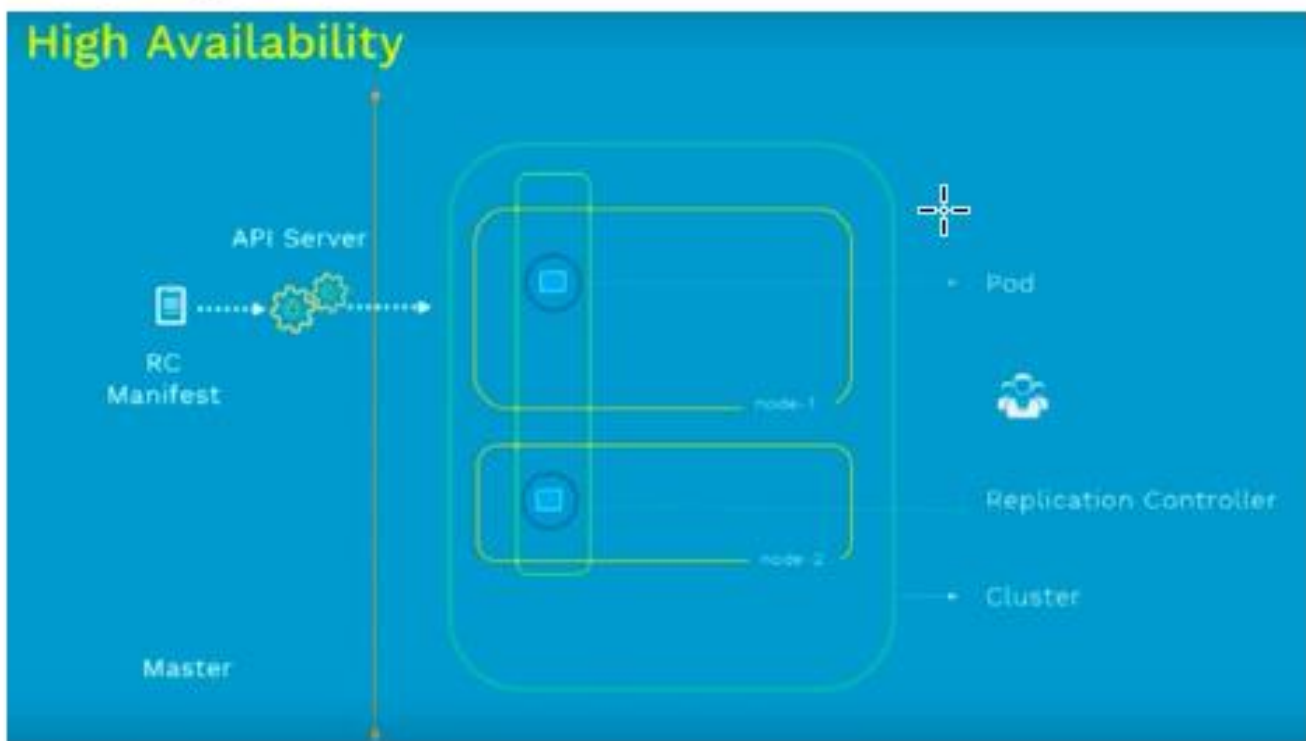 High Availability
API Server
RC
Manifest
Master
node-1
node-2
Pod
Replication Controller
Cluster